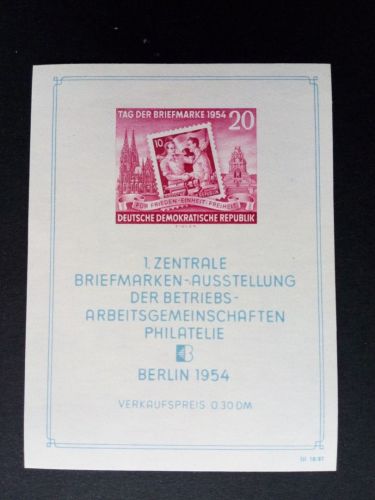 TAG DER BRIEFMARKE 1954 20
10
FÜR FRIEDEN·EINHEIT·FREIHEIT
DEUTSCHE DEMOKRATISCHE REPUBLIK
1. ZENTRALE
BRIEFMARKEN-AUSSTELLUNG
DER BETRIEBS-
ARBEITSGEMEINSCHAFTEN
PHILATELIE
BERLIN 1954
VERKAUFSPREIS 0.30 DM